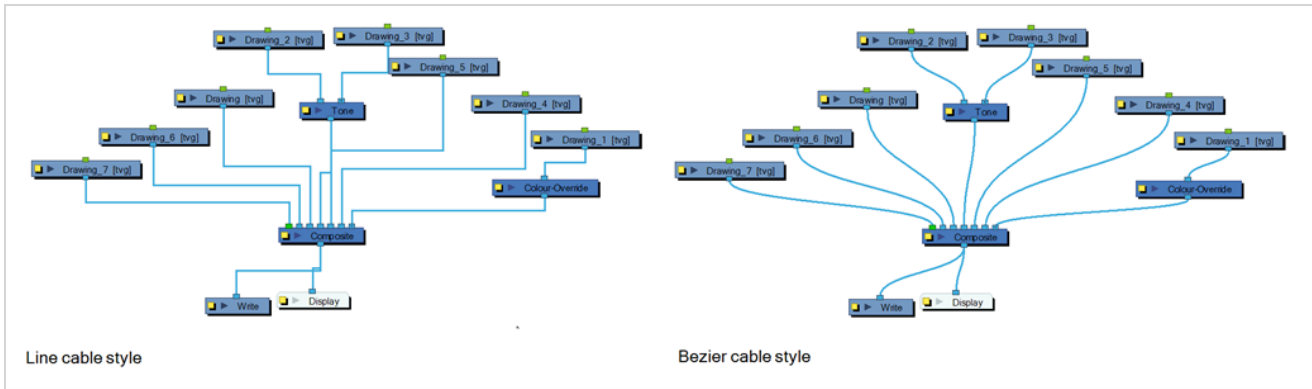 Drawing_2 [tvg]
Drawing_3 [tvg]
Drawing_5 [tvg]
Drawing [tvg]
Drawing_4 [tvg]
Tone
Drawing_6 [tvg]
Drawing_1 [tvg]
Drawing_7 [tvg]
Colour-Override
Composite
Write
Display
Line cable style
Drawing_2 [tvg]
Drawing_3 [tvg]
Drawing_5 [tvg]
Drawing [tvg]
Drawing_4 [tvg]
Tone
Drawing_6 [tvg]
Drawing_1 [tvg]
Drawing_7 [tvg]
Colour-Override
Composite
Write
Display
Bezier cable style